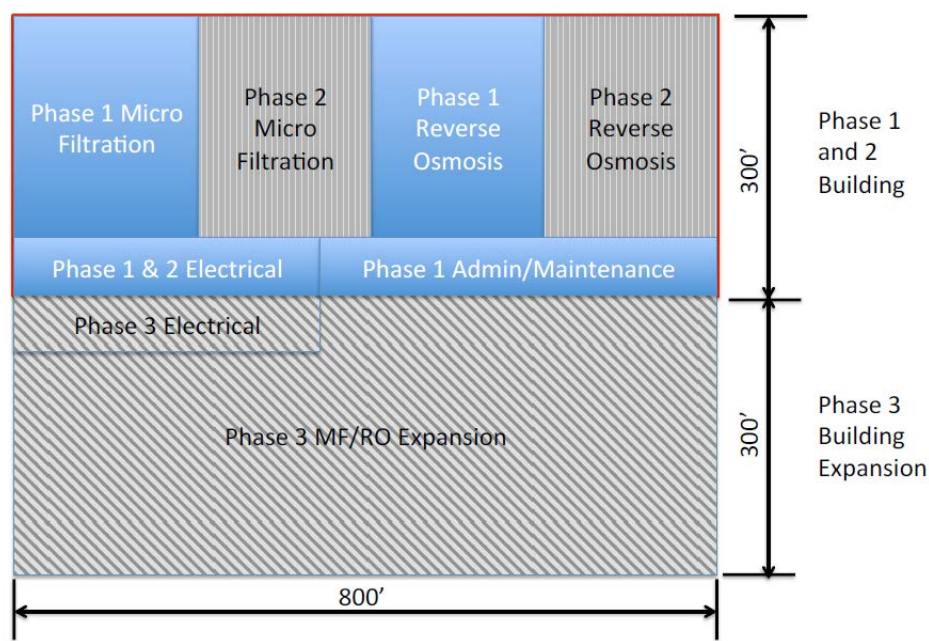 Phase 1 Micro
Filtration
Phase 2
Micro
Filtration
Phase 1
Reverse
Osmosis
Phase 2
Reverse
Osmosis
300’
Phase 1
and 2
Building
Phase 1 & 2 Electrical
Phase 1 Admin/Maintenance
Phase 3 Electrical
Phase 3 MF/RO Expansion
300’
Phase 3
Building
Expansion
800’